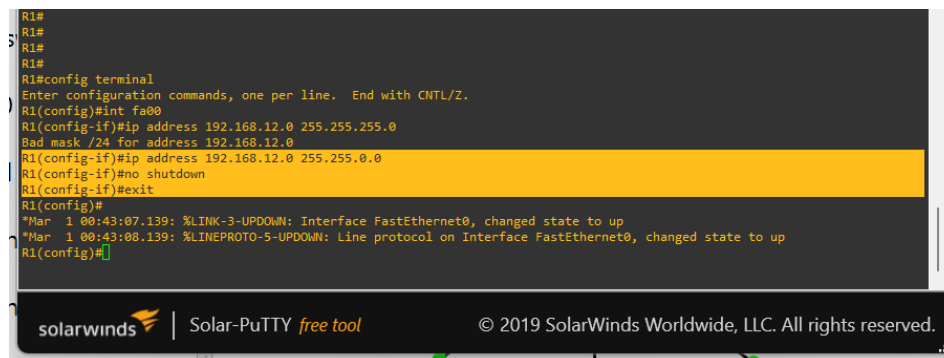 R1#
R1#
R1#
R1#
R1#config terminal
Enter configuration commands, one per line.  End with CNTL/Z.
R1(config)#int fa00
R1(config-if)#ip address 192.168.12.0 255.255.255.0
Bad mask /24 for address 192.168.12.0
R1(config-if)#ip address 192.168.12.0 255.255.0.0
R1(config-if)#no shutdown
R1(config-if)#exit
R1(config)#
*Mar  1 00:43:07.139: %LINK-3-UPDOWN: Interface FastEthernet0, changed state to up
*Mar  1 00:43:08.139: %LINEPROTO-5-UPDOWN: Line protocol on Interface FastEthernet0, changed state to up
R1(config)#
solarwinds | Solar-PuTTY free tool © 2019 SolarWinds Worldwide, LLC. All rights reserved.